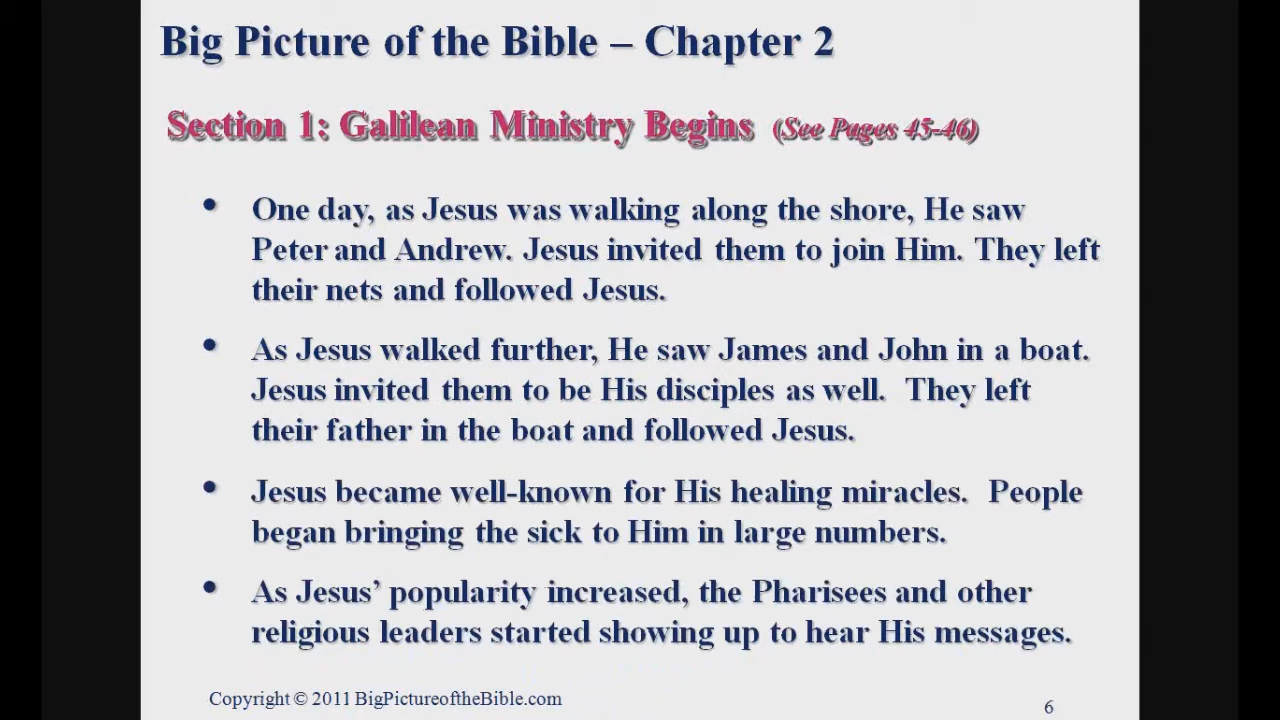 Big Picture of the Bible – Chapter 2
Section 1: Galilean Ministry Begins (See Pages 45-46)
• One day, as Jesus was walking along the shore, He saw
Peter and Andrew. Jesus invited them to join Him. They left
their nets and followed Jesus.
• As Jesus walked further, He saw James and John in a boat.
Jesus invited them to be His disciples as well. They left
their father in the boat and followed Jesus.
• Jesus became well-known for His healing miracles. People
began bringing the sick to Him in large numbers.
• As Jesus’ popularity increased, the Pharisees and other
religious leaders started showing up to hear His messages.
Copyright © 2011 BigPictureoftheBible.com
6